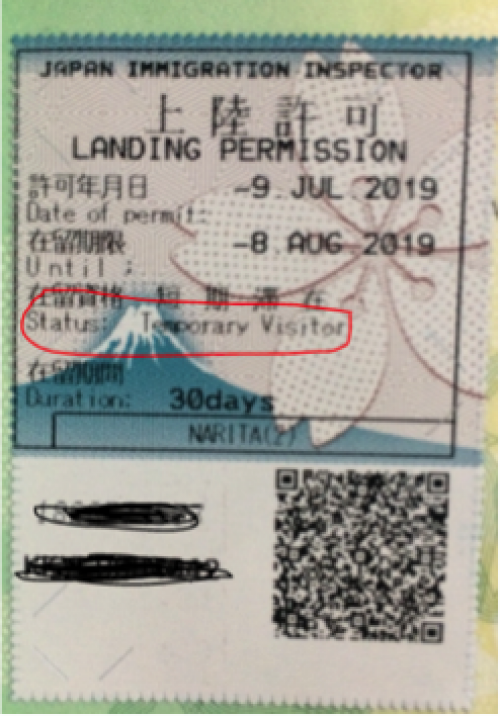 JAPAN IMMIGRATION INSPECTOR
上陸許可
LANDING PERMISSION
許可年月日 -9 JUL 2019
Date of permit:
在留期限 -8 AUG 2019
Until :
在留資格 短期滞在
Status: Temporary Visitor
在留期間
Duration: 30days
NARITA(2)